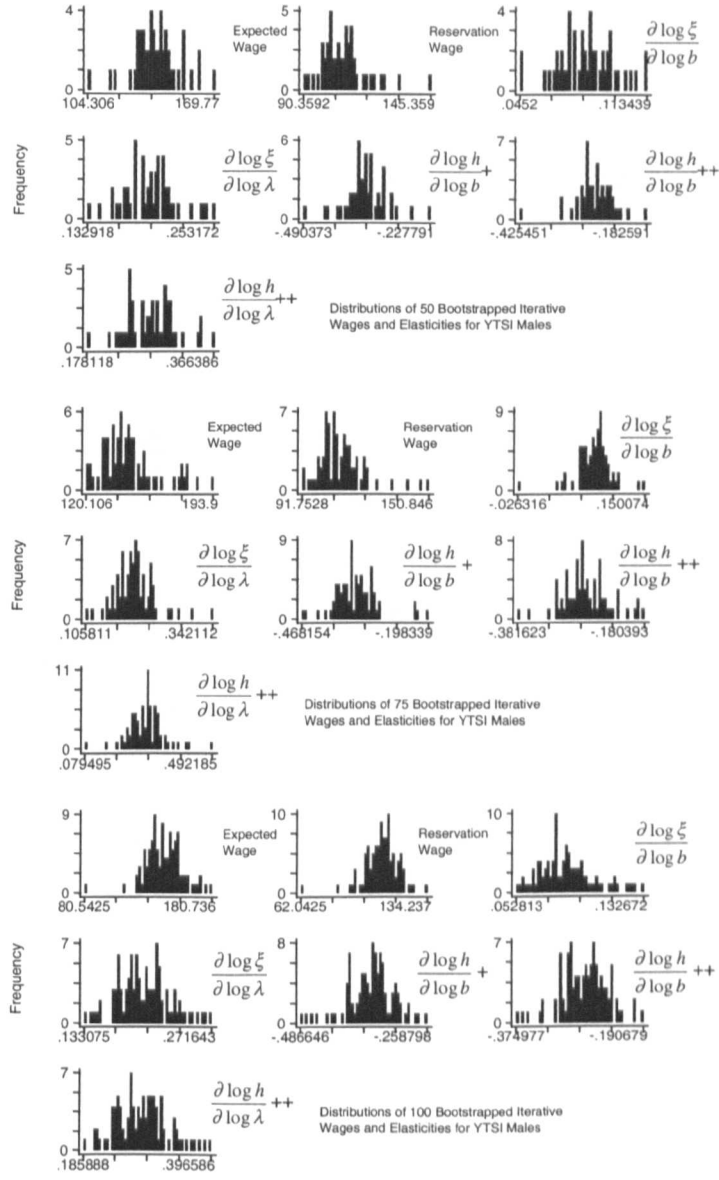 4 Expected Wage 5 Reservation Wage 4 ∂ log ξ / ∂ log b
0 0 0
104.306 169.77 90.3592 145.359 .0452 .113439
Frequency
5 ∂ log ξ / ∂ log λ 6 ∂ log h / ∂ log b + 7 ∂ log h / ∂ log b ++
0 0 0
.132918 .253172 -.490373 -.227791 -.425451 -.182591
5 ∂ log h / ∂ log λ ++
0
.178118 .366386
Distributions of 50 Bootstrapped Iterative
Wages and Elasticities for YTSI Males
6 Expected Wage 7 Reservation Wage 9 ∂ log ξ / ∂ log b
0 0 0
120.106 193.9 91.7528 150.846 -.026316 .150074
Frequency
7 ∂ log ξ / ∂ log λ 9 ∂ log h / ∂ log b + 8 ∂ log h / ∂ log b ++
0 0 0
.105811 .342112 -.468154 -.198339 -.381623 -.180393
11 ∂ log h / ∂ log λ ++
0
.079495 .492185
Distributions of 75 Bootstrapped Iterative
Wages and Elasticities for YTSI Males
9 Expected Wage 10 Reservation Wage 10 ∂ log ξ / ∂ log b
0 0 0
80.5425 180.736 62.0425 134.237 .052813 .132672
Frequency
7 ∂ log ξ / ∂ log λ 8 ∂ log h / ∂ log b + 7 ∂ log h / ∂ log b ++
0 0 0
.133075 .271643 -.486646 -.258798 -.374977 -.190679
7 ∂ log h / ∂ log λ ++
0
.185888 .396586
Distributions of 100 Bootstrapped Iterative
Wages and Elasticities for YTSI Males